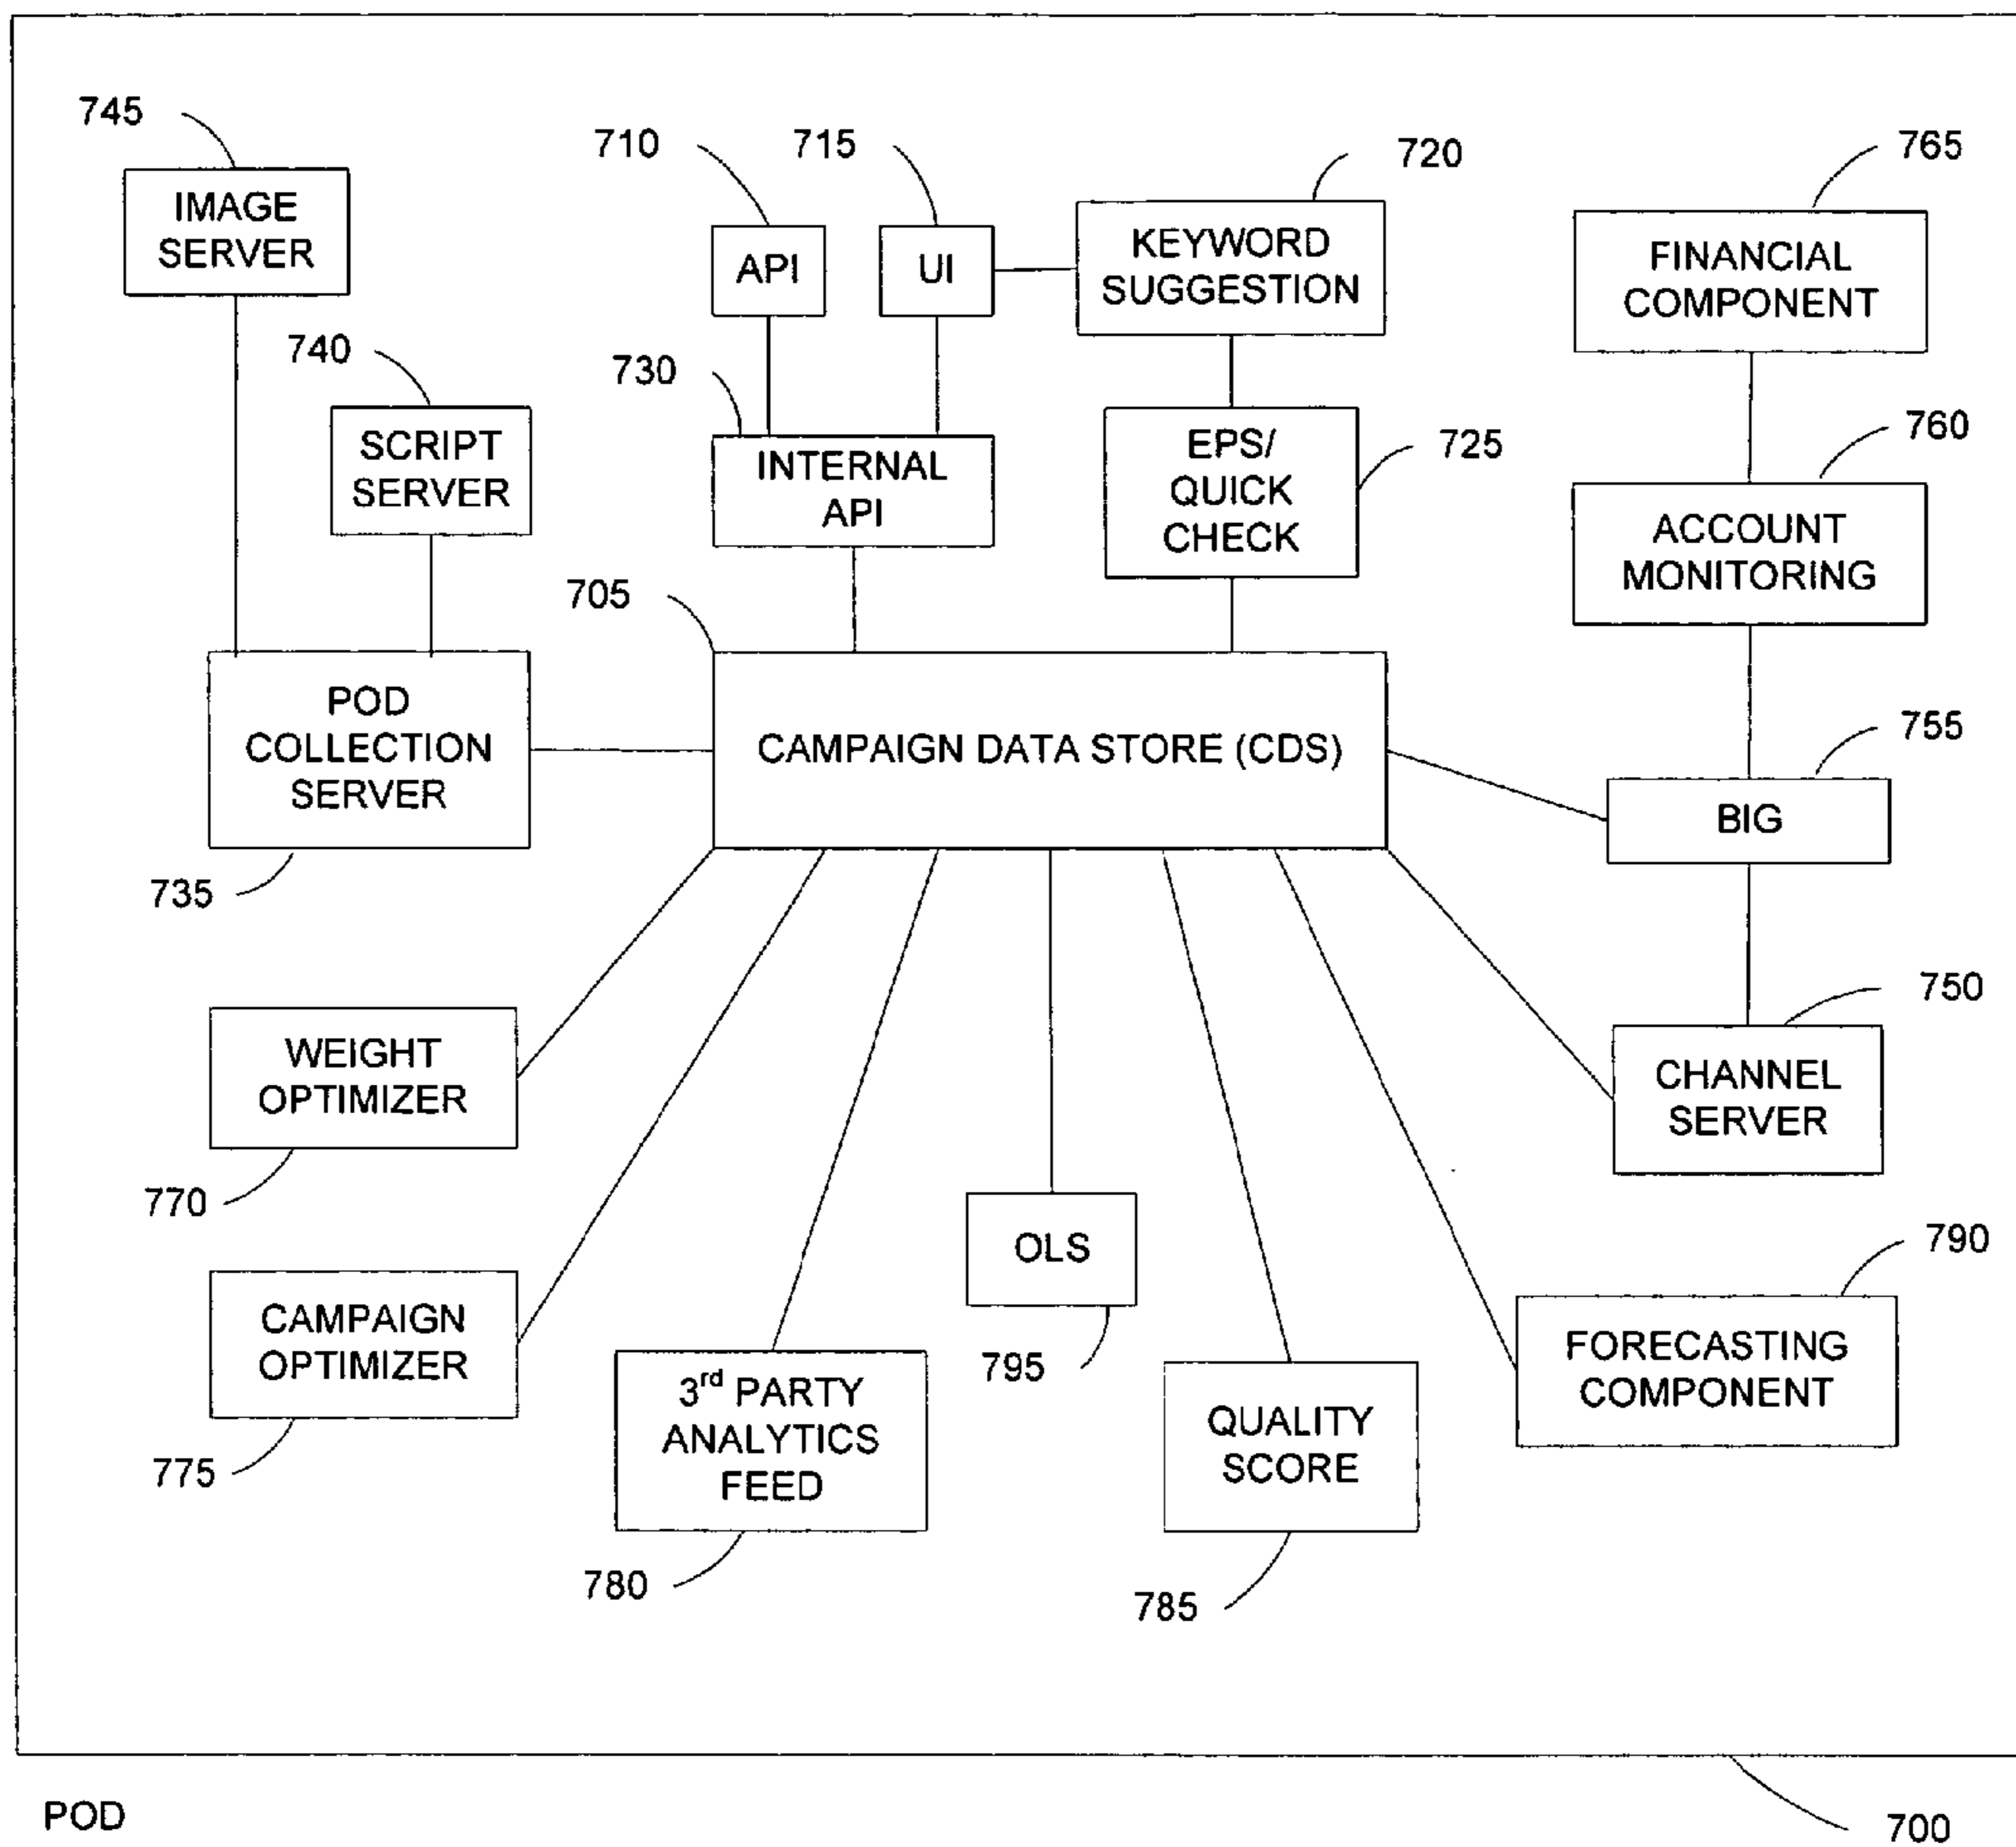 745
IMAGE
SERVER
710
API
715
UI
720
KEYWORD
SUGGESTION
765
FINANCIAL
COMPONENT
740
SCRIPT
SERVER
730
INTERNAL
API
EPS/
QUICK
CHECK
725
760
ACCOUNT
MONITORING
705
POD
COLLECTION
SERVER
735
CAMPAIGN DATA STORE (CDS)
755
BIG
750
CHANNEL
SERVER
WEIGHT
OPTIMIZER
770
CAMPAIGN
OPTIMIZER
775
3rd PARTY
ANALYTICS
FEED
780
OLS
795
QUALITY
SCORE
785
790
FORECASTING
COMPONENT
POD
700